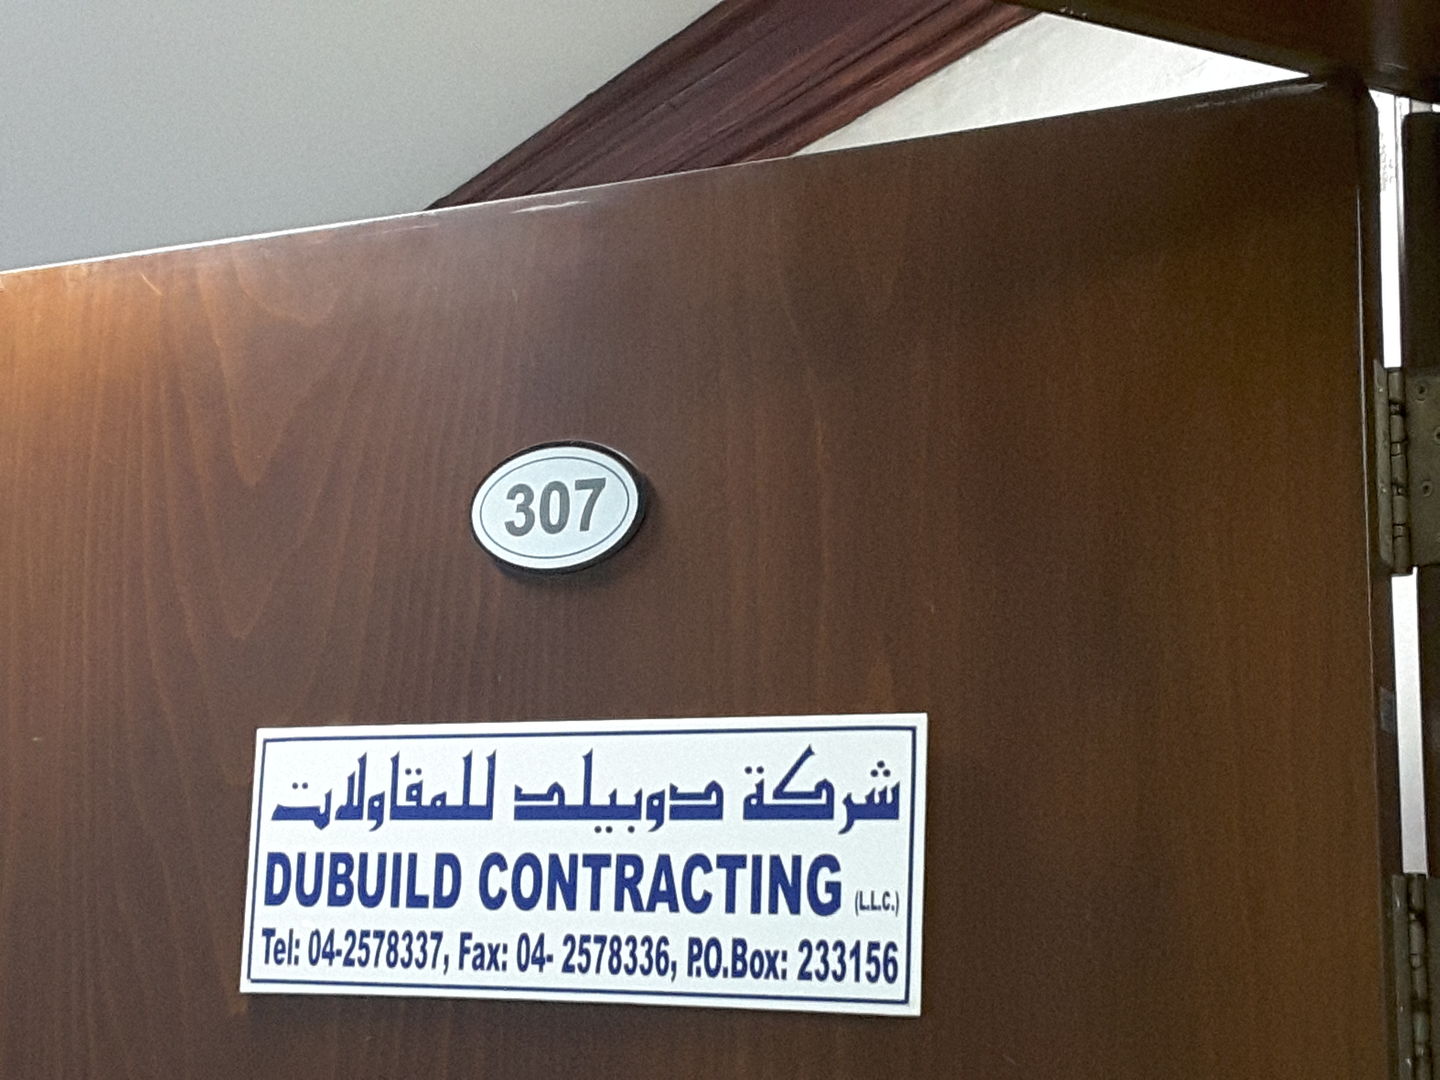 307
شركة دوبيلد للمقاولات
DUBUILD CONTRACTING (L.L.C.)
Tel: 04-2578337, Fax: 04- 2578336, P.O.Box: 233156